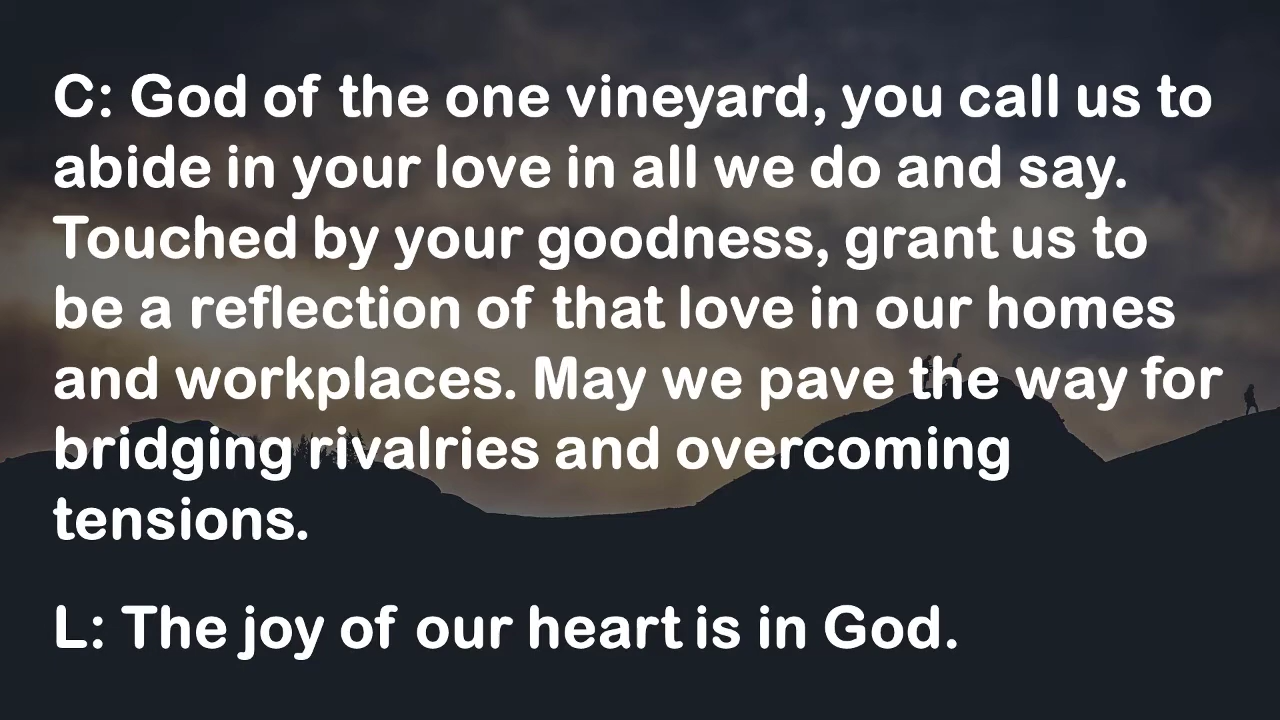 C: God of the one vineyard, you call us to
abide in your love in all we do and say.
Touched by your goodness, grant us to
be a reflection of that love in our homes
and workplaces. May we pave the way for
bridging rivalries and overcoming
tensions.
L: The joy of our heart is in God.